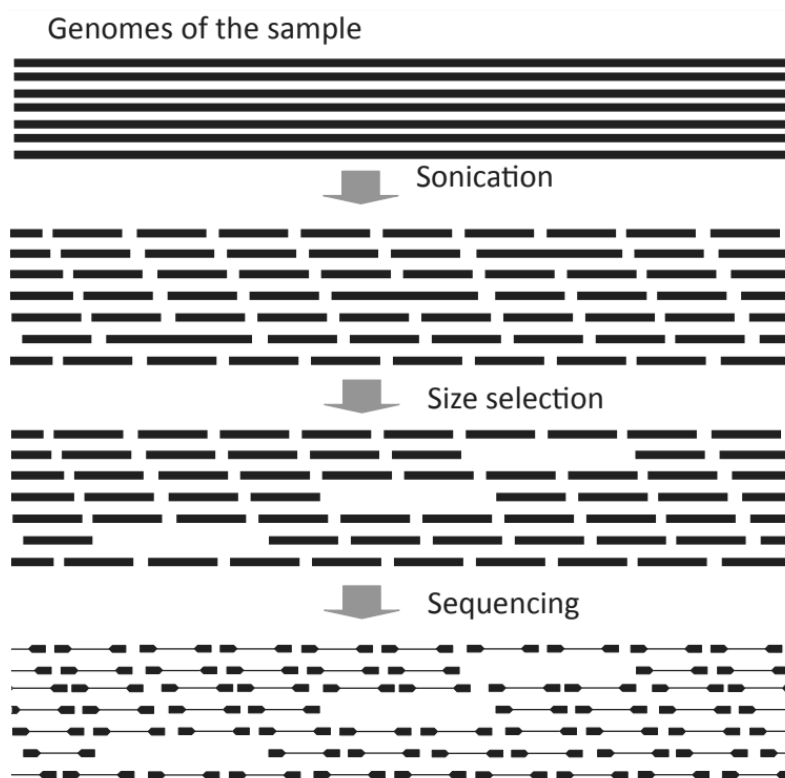 Genomes of the sample
Sonication
Size selection
Sequencing